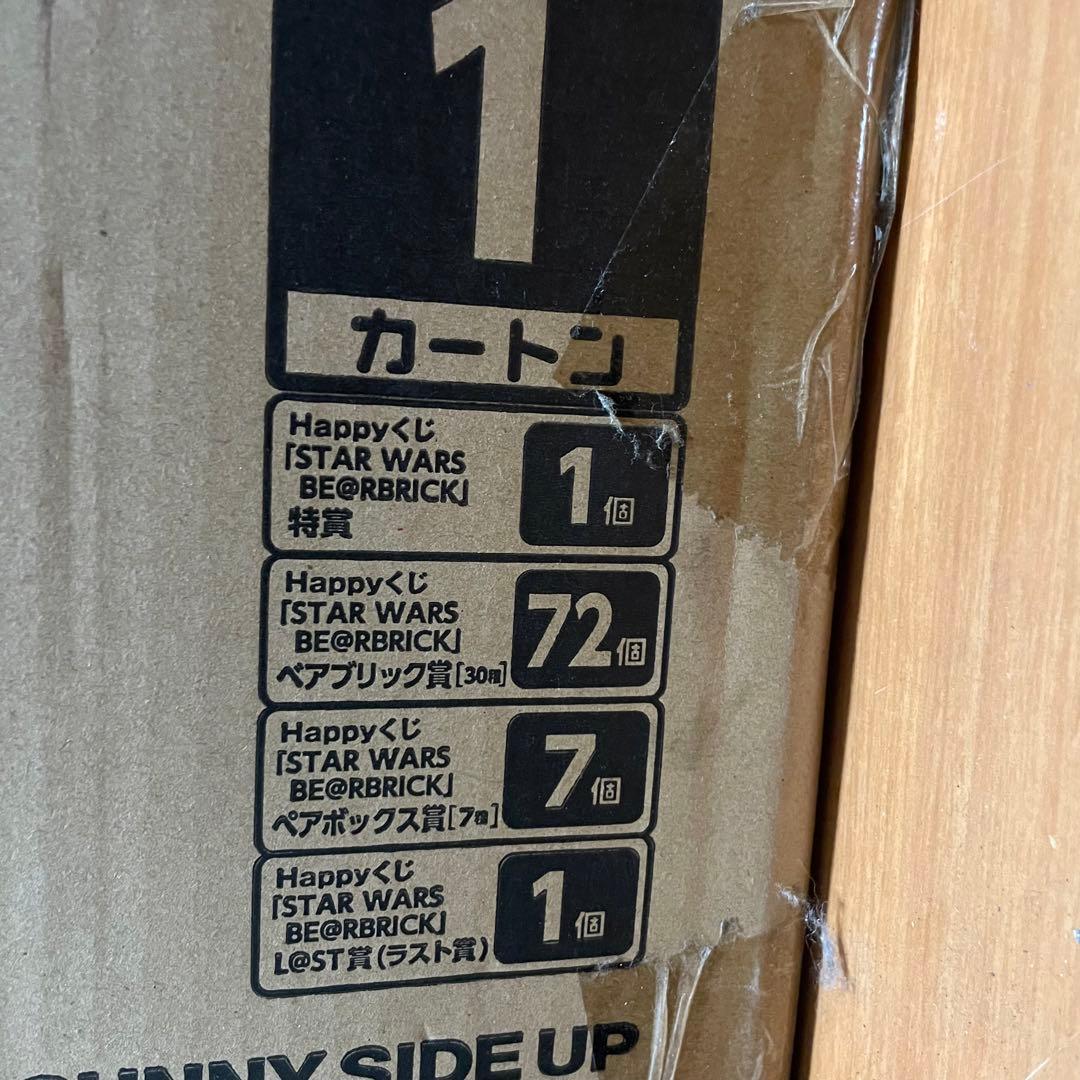 1
カートン
Happyくじ
「STAR WARS
BE@RBRICK」
特賞
1個
Happyくじ
「STAR WARS
BE@RBRICK」
ベアブリック賞[30種]
72個
Happyくじ
「STAR WARS
BE@RBRICK」
ペアボックス賞[7種]
7個
Happyくじ
「STAR WARS
BE@RBRICK」
L@ST賞(ラスト賞)
1個
SUNNY SIDE UP